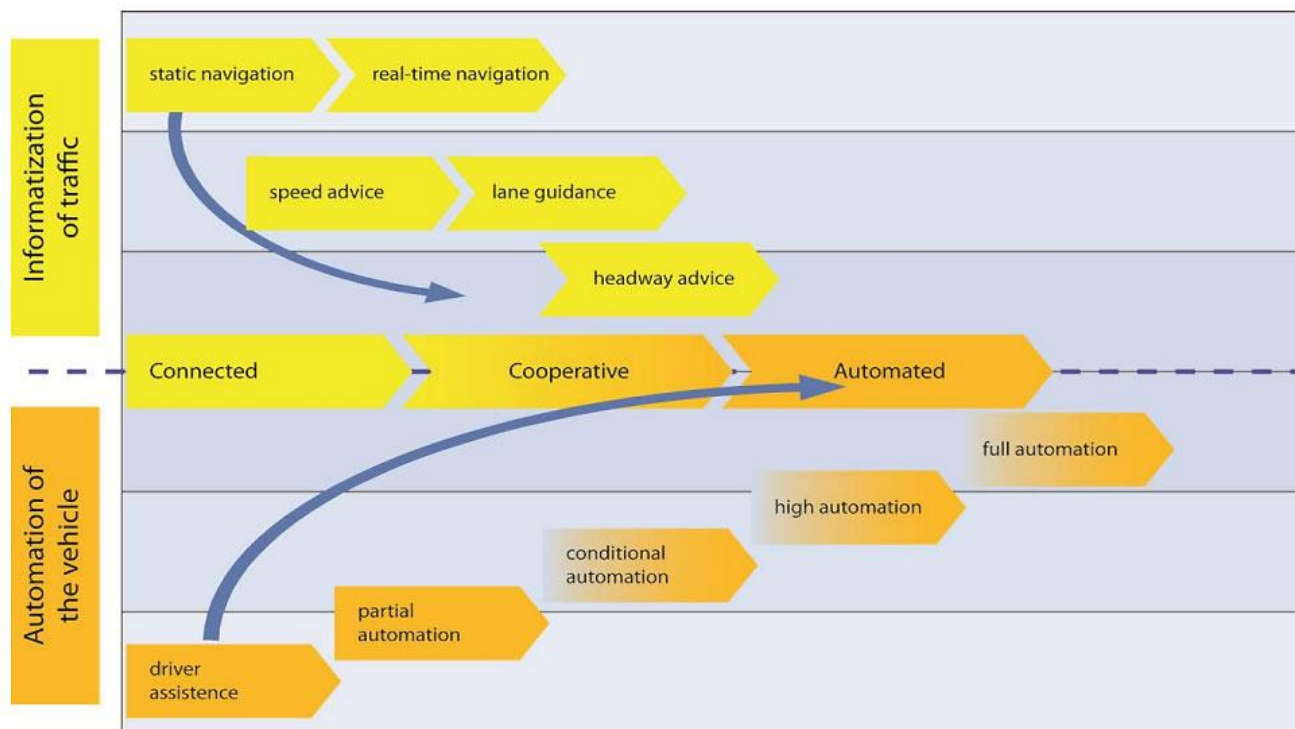 Informatization
of traffic
static navigation
real-time navigation
speed advice
lane guidance
headway advice
Connected
Cooperative
Automated
Automation of
the vehicle
full automation
high automation
conditional
automation
partial
automation
driver
assistence